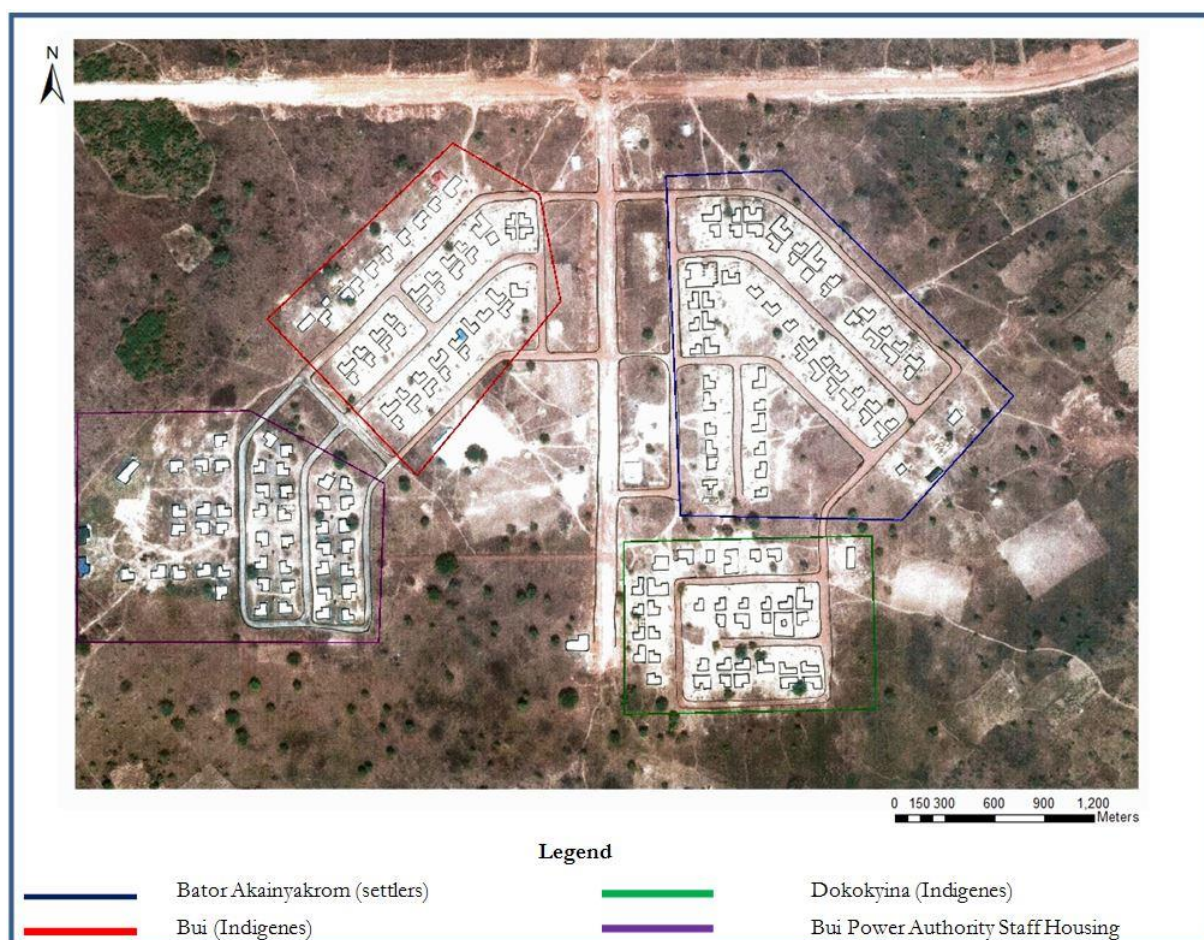 N
0 150 300 600 900 1,200
Meters
Legend
Bator Akainyakrom (settlers)
Dokokyina (Indigenes)
Bui (Indigenes)
Bui Power Authority Staff Housing